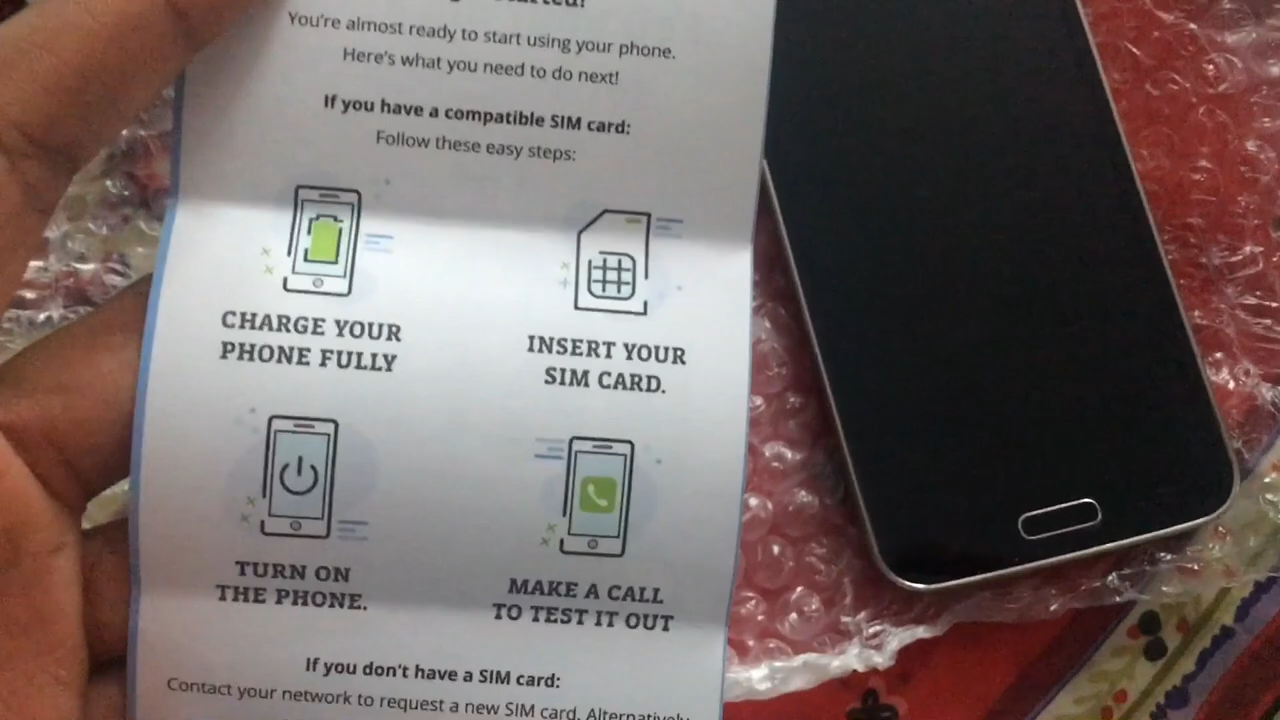 You're almost ready to start using your phone.
Here's what you need to do next!
If you have a compatible SIM card:
Follow these easy steps:
CHARGE YOUR
PHONE FULLY
INSERT YOUR
SIM CARD.
TURN ON
THE PHONE.
MAKE A CALL
TO TEST IT OUT
If you don't have a SIM card:
Contact your network to request a new SIM card. Alternatively